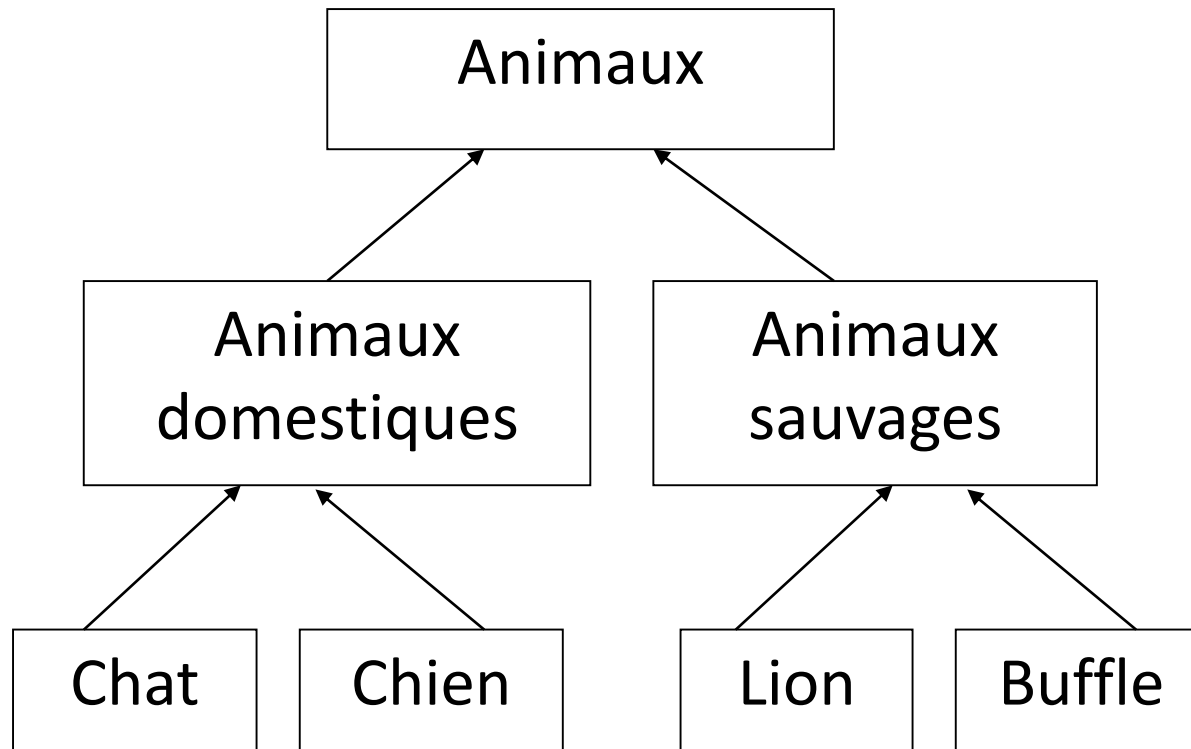 Animaux
Animaux
domestiques
Animaux
sauvages
Chat
Chien
Lion
Buffle